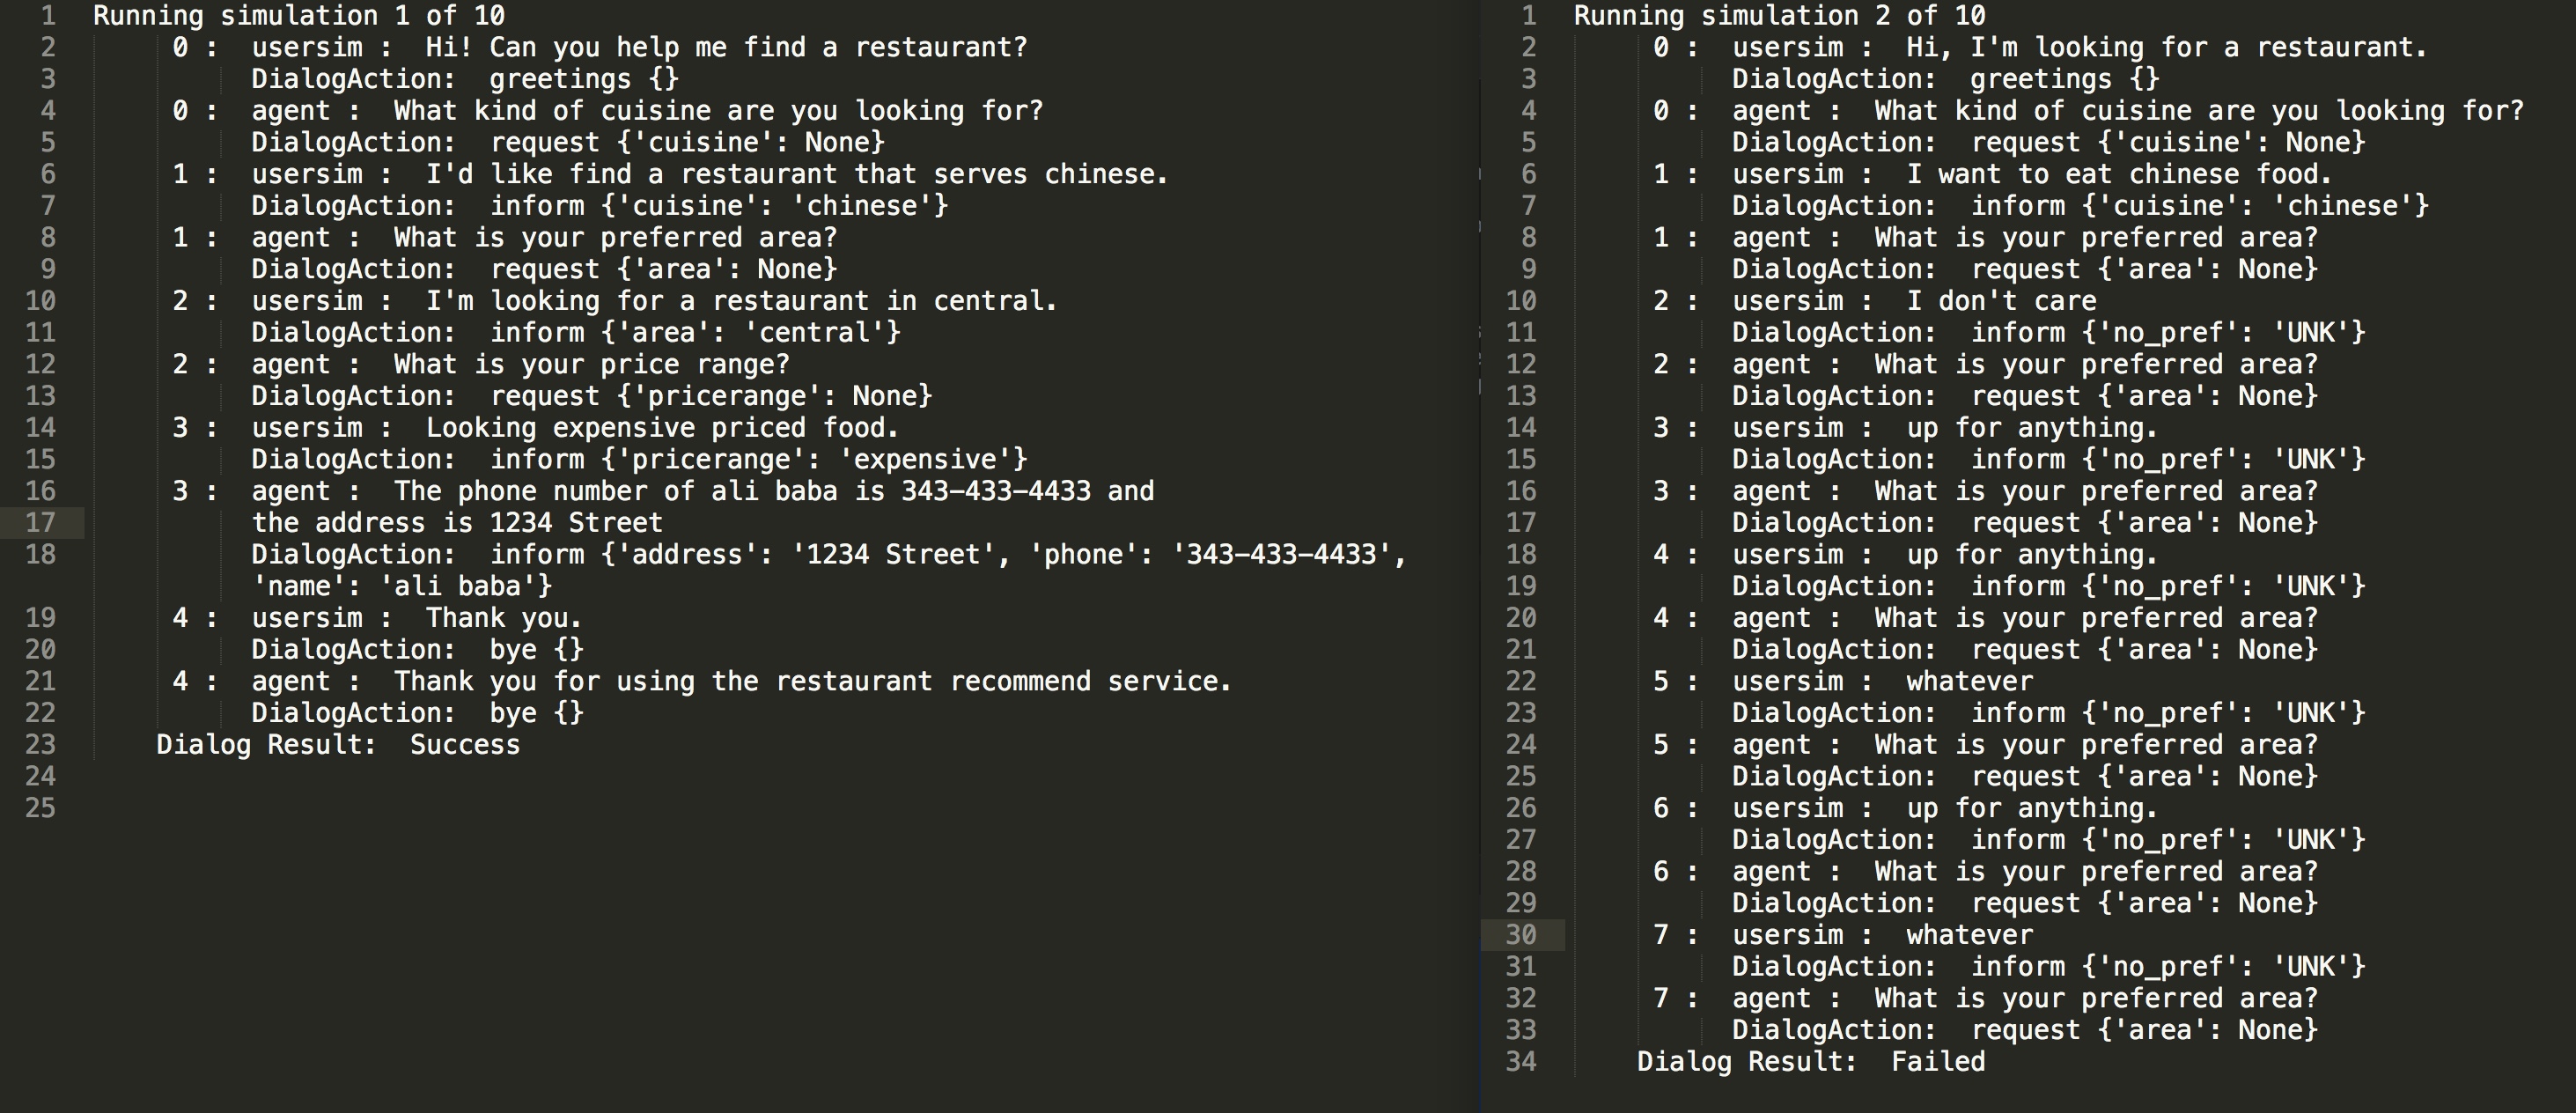 1 Running simulation 1 of 10
2 0 : usersim : Hi! Can you help me find a restaurant?
3 DialogAction: greetings {}
4 0 : agent : What kind of cuisine are you looking for?
5 DialogAction: request {'cuisine': None}
6 1 : usersim : I'd like find a restaurant that serves chinese.
7 DialogAction: inform {'cuisine': 'chinese'}
8 1 : agent : What is your preferred area?
9 DialogAction: request {'area': None}
10 2 : usersim : I'm looking for a restaurant in central.
11 DialogAction: inform {'area': 'central'}
12 2 : agent : What is your price range?
13 DialogAction: request {'pricerange': None}
14 3 : usersim : Looking expensive priced food.
15 DialogAction: inform {'pricerange': 'expensive'}
16 3 : agent : The phone number of ali baba is 343-433-4433 and
17 the address is 1234 Street
18 DialogAction: inform {'address': '1234 Street', 'phone': '343-433-4433',
'name': 'ali baba'}
19 4 : usersim : Thank you.
20 DialogAction: bye {}
21 4 : agent : Thank you for using the restaurant recommend service.
22 DialogAction: bye {}
23 Dialog Result: Success
24
25
1 Running simulation 2 of 10
2 0 : usersim : Hi, I'm looking for a restaurant.
3 DialogAction: greetings {}
4 0 : agent : What kind of cuisine are you looking for?
5 DialogAction: request {'cuisine': None}
6 1 : usersim : I want to eat chinese food.
7 DialogAction: inform {'cuisine': 'chinese'}
8 1 : agent : What is your preferred area?
9 DialogAction: request {'area': None}
10 2 : usersim : I don't care
11 DialogAction: inform {'no_pref': 'UNK'}
12 2 : agent : What is your preferred area?
13 DialogAction: request {'area': None}
14 3 : usersim : up for anything.
15 DialogAction: inform {'no_pref': 'UNK'}
16 3 : agent : What is your preferred area?
17 DialogAction: request {'area': None}
18 4 : usersim : up for anything.
19 DialogAction: inform {'no_pref': 'UNK'}
20 4 : agent : What is your preferred area?
21 DialogAction: request {'area': None}
22 5 : usersim : whatever
23 DialogAction: inform {'no_pref': 'UNK'}
24 5 : agent : What is your preferred area?
25 DialogAction: request {'area': None}
26 6 : usersim : up for anything.
27 DialogAction: inform {'no_pref': 'UNK'}
28 6 : agent : What is your preferred area?
29 DialogAction: request {'area': None}
30 7 : usersim : whatever
31 DialogAction: inform {'no_pref': 'UNK'}
32 7 : agent : What is your preferred area?
33 DialogAction: request {'area': None}
34 Dialog Result: Failed